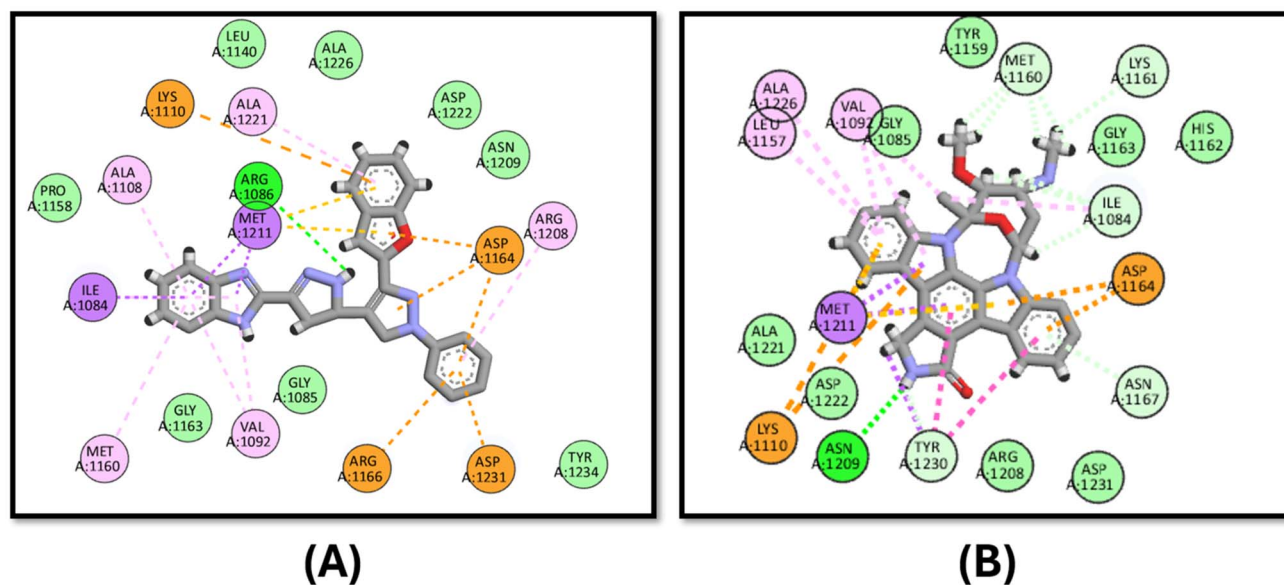 LEU
A:1140
ALA
A:1226
LYS
A:1110
ALA
A:1221
ASP
A:1222
ASN
A:1209
ALA
A:1108
ARG
A:1086
PRO
A:1158
MET
A:1211
ARG
A:1208
ASP
A:1164
ILE
A:1084
GLY
A:1085
GLY
A:1163
VAL
A:1092
MET
A:1160
ARG
A:1166
ASP
A:1231
TYR
A:1234
(A)
TYR
A:1159
MET
A:1160
LYS
A:1161
ALA
A:1226
VAL
A:1092
LEU
A:1157
GLY
A:1085
GLY
A:1163
HIS
A:1162
ILE
A:1084
ASP
A:1164
MET
A:1211
ALA
A:1221
ASP
A:1222
ASN
A:1167
LYS
A:1110
ASN
A:1209
TYR
A:1230
ARG
A:1208
ASP
A:1231
(B)